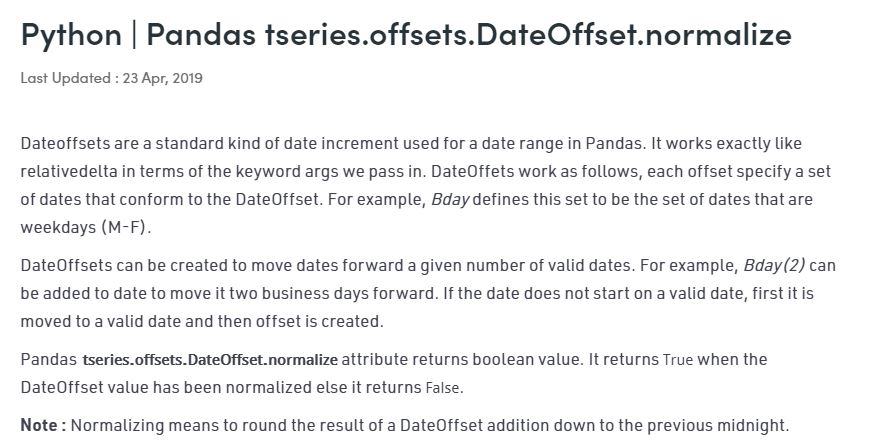 Python | Pandas tseries.offsets.DateOffset.normalize
Last Updated : 23 Apr, 2019
Dateoffsets are a standard kind of date increment used for a date range in Pandas. It works exactly like
relativedelta in terms of the keyword args we pass in. DateOffets work as follows, each offset specify a set
of dates that conform to the DateOffset. For example, Bday defines this set to be the set of dates that are
weekdays (M-F).
DateOffsets can be created to move dates forward a given number of valid dates. For example, Bday(2) can
be added to date to move it two business days forward. If the date does not start on a valid date, first it is
moved to a valid date and then offset is created.
Pandas tseries.offsets.DateOffset.normalize attribute returns boolean value. It returns True when the
DateOffset value has been normalized else it returns False.
Note : Normalizing means to round the result of a DateOffset addition down to the previous midnight.